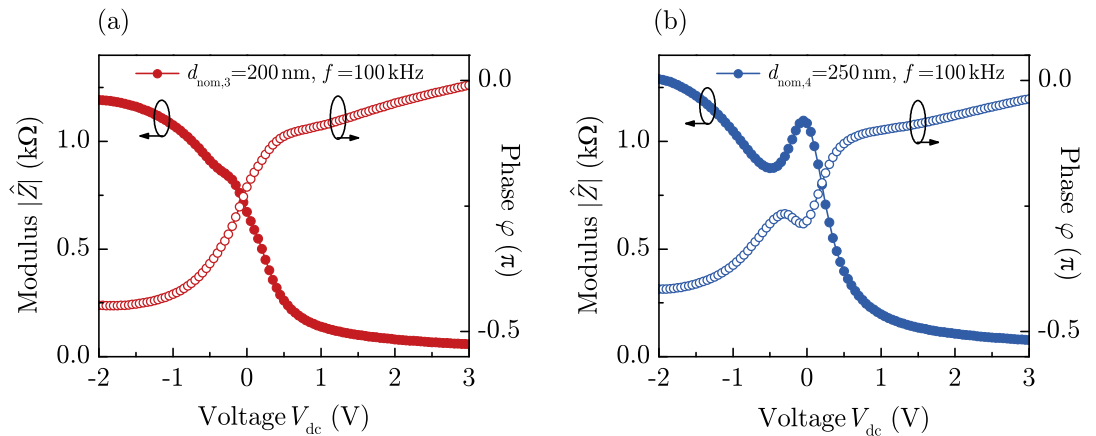 (a)
d_nom,3=200 nm, f=100 kHz
Modulus |Ẑ| (kΩ)
1.0
0.5
0.0
0.0
-0.5
Phase φ (π)
-2 -1 0 1 2 3
Voltage V_dc (V)
(b)
d_nom,4=250 nm, f=100 kHz
Modulus |Ẑ| (kΩ)
1.0
0.5
0.0
0.0
-0.5
Phase φ (π)
-2 -1 0 1 2 3
Voltage V_dc (V)